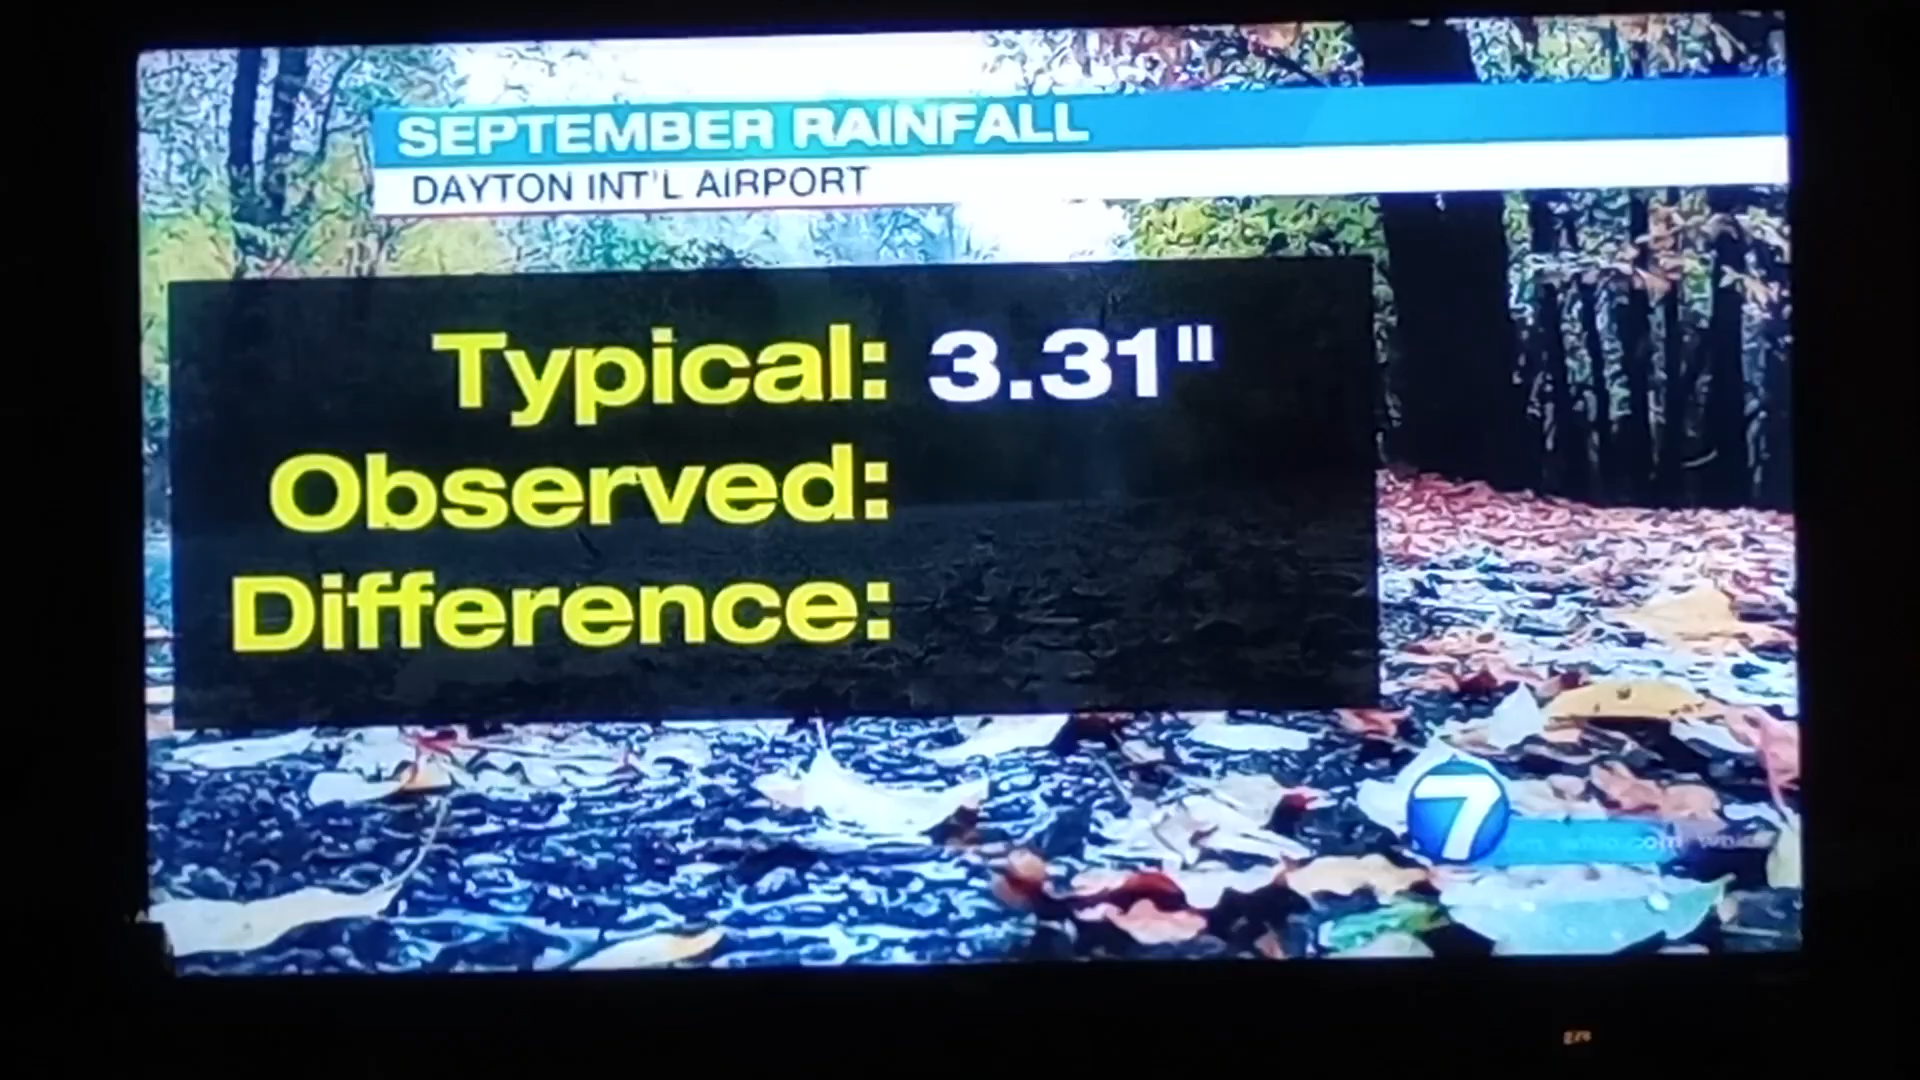 SEPTEMBER RAINFALL
DAYTON INT'L AIRPORT
Typical: 3.31"
Observed:
Difference:
7